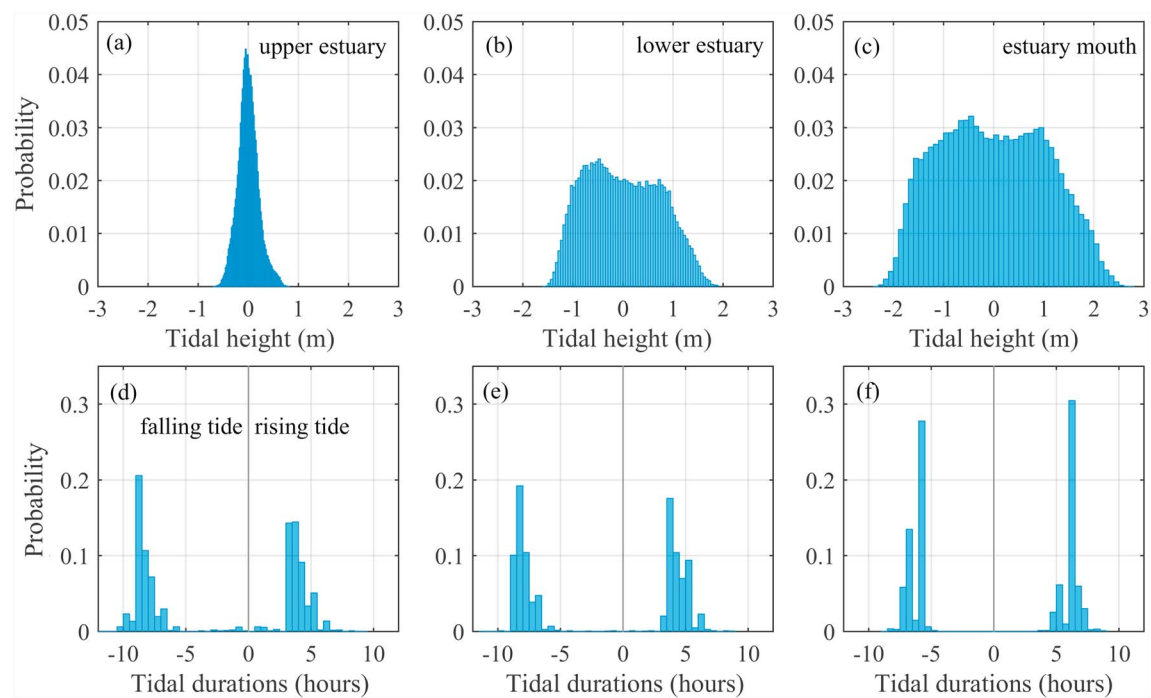 (a) upper estuary
(b) lower estuary
(c) estuary mouth
0.05 0.05 0.05
0.04 0.04 0.04
0.03 0.03 0.03
0.02 0.02 0.02
0.01 0.01 0.01
0 0 0
Probability
-3 -2 -1 0 1 2 3
-3 -2 -1 0 1 2 3
-3 -2 -1 0 1 2 3
Tidal height (m)
Tidal height (m)
Tidal height (m)
(d)
falling tide rising tide
(e)
(f)
0.3 0.3 0.3
0.2 0.2 0.2
0.1 0.1 0.1
0 0 0
Probability
-10 -5 0 5 10
-10 -5 0 5 10
-10 -5 0 5 10
Tidal durations (hours)
Tidal durations (hours)
Tidal durations (hours)